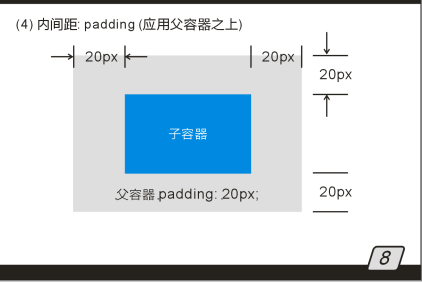 (4) 内间距: padding (应用父容器之上)
20px
20px
20px
子容器
父容器,padding: 20px;
20px
8